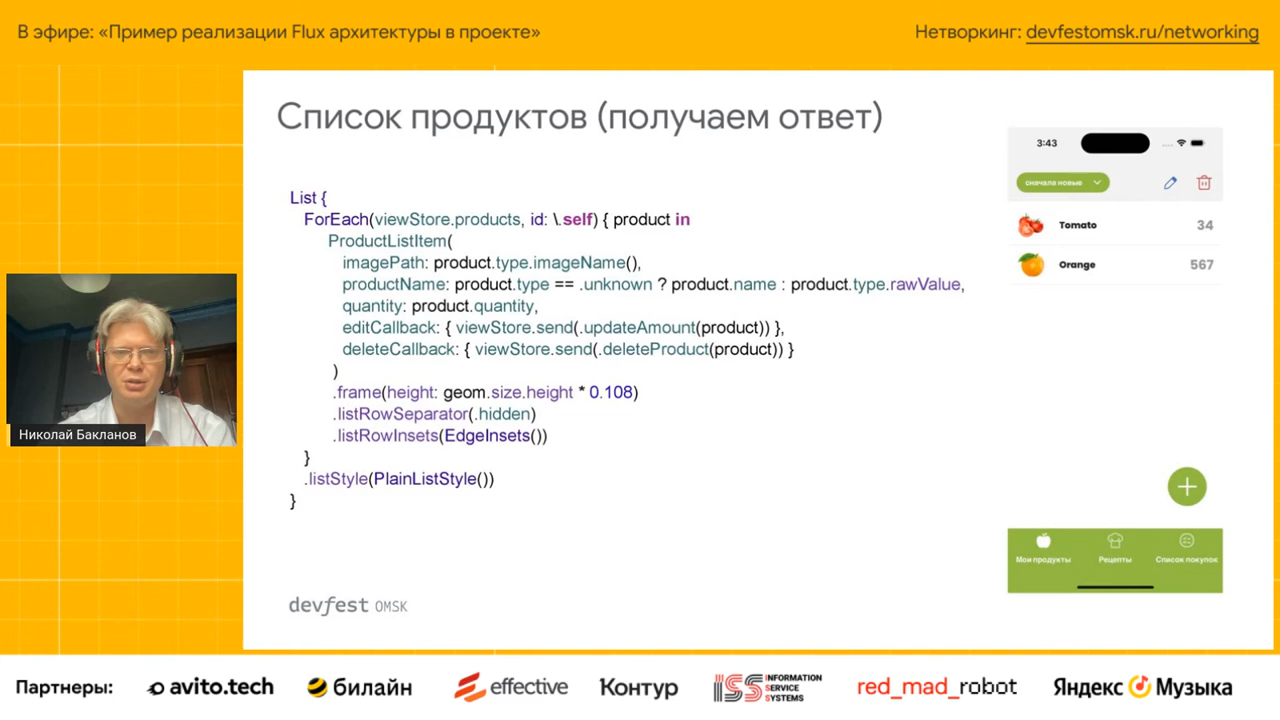 В эфире: «Пример реализации Flux архитектуры в проекте»
Нетворкинг: devfestomsk.ru/networking
Список продуктов (получаем ответ)
List {
ForEach(viewStore.products, id: \.self) { product in
ProductListItem(
imagePath: product.type.imageName(),
productName: product.type == .unknown ? product.name : product.type.rawValue,
quantity: product.quantity,
editCallback: { viewStore.send(.updateAmount(product)) },
deleteCallback: { viewStore.send(.deleteProduct(product)) }
)
.frame(height: geom.size.height * 0.108)
.listRowSeparator(.hidden)
.listRowInsets(EdgeInsets())
}
.listStyle(PlainListStyle())
}
3:43
сначала новые
Tomato 34
Orange 567
Мои продукты Рецепты Список покупок
Николай Бакланов
devfest OMSK
Партнеры: avito.tech билайн effective Контур ISS INFORMATION SERVICE SYSTEMS red_mad_robot Яндекс Музыка